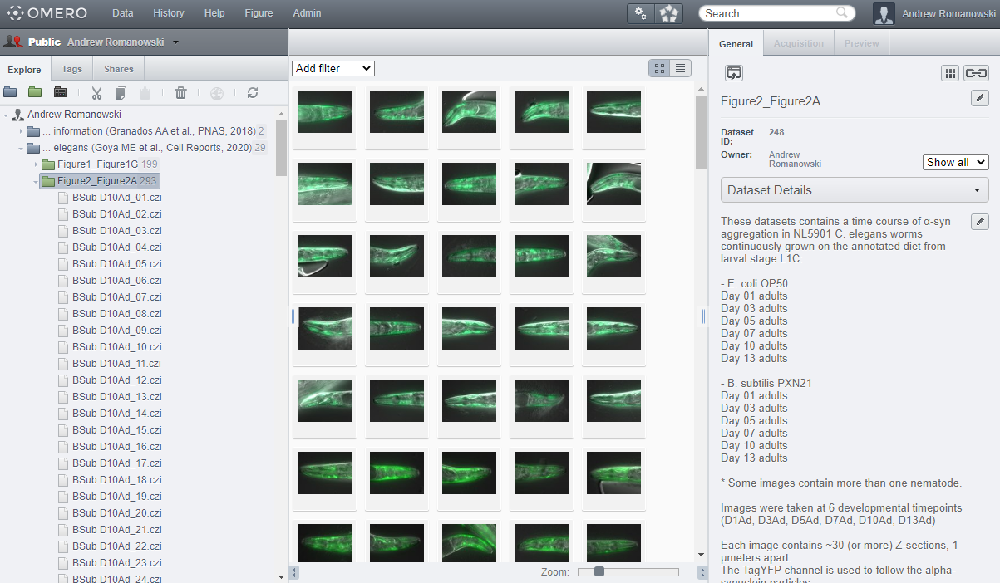 OMERO Data History Help Figure Admin Search: Andrew Romanowski
Public Andrew Romanowski
Explore Tags Shares
Andrew Romanowski
... information (Granados AA et al., PNAS, 2018) 2
... elegans (Goya ME et al., Cell Reports, 2020) 29
Figure1_Figure1G 199
Figure2_Figure2A 293
BSub D10Ad_01.czi
BSub D10Ad_02.czi
BSub D10Ad_03.czi
BSub D10Ad_04.czi
BSub D10Ad_05.czi
BSub D10Ad_06.czi
BSub D10Ad_07.czi
BSub D10Ad_08.czi
BSub D10Ad_09.czi
BSub D10Ad_10.czi
BSub D10Ad_11.czi
BSub D10Ad_12.czi
BSub D10Ad_13.czi
BSub D10Ad_14.czi
BSub D10Ad_15.czi
BSub D10Ad_16.czi
BSub D10Ad_17.czi
BSub D10Ad_18.czi
BSub D10Ad_19.czi
BSub D10Ad_20.czi
BSub D10Ad_21.czi
BSub D10Ad_22.czi
BSub D10Ad_23.czi
BSub D10Ad_24.czi
Add filter
Zoom:
General Acquisition Preview
Figure2_Figure2A
Dataset ID: 248
Owner: Andrew Romanowski
Show all
Dataset Details
These datasets contains a time course of α-syn
aggregation in NL5901 C. elegans worms
continuously grown on the annotated diet from
larval stage L1C:
- E. coli OP50
Day 01 adults
Day 03 adults
Day 05 adults
Day 07 adults
Day 10 adults
Day 13 adults
- B. subtilis PXN21
Day 01 adults
Day 03 adults
Day 05 adults
Day 07 adults
Day 10 adults
Day 13 adults
* Some images contain more than one nematode.
Images were taken at 6 developmental timepoints
(D1Ad, D3Ad, D5Ad, D7Ad, D10Ad, D13Ad)
Each image contains ~30 (or more) Z-sections, 1
µmeters apart.
The TagYFP channel is used to follow the alpha-
synuclein particles.